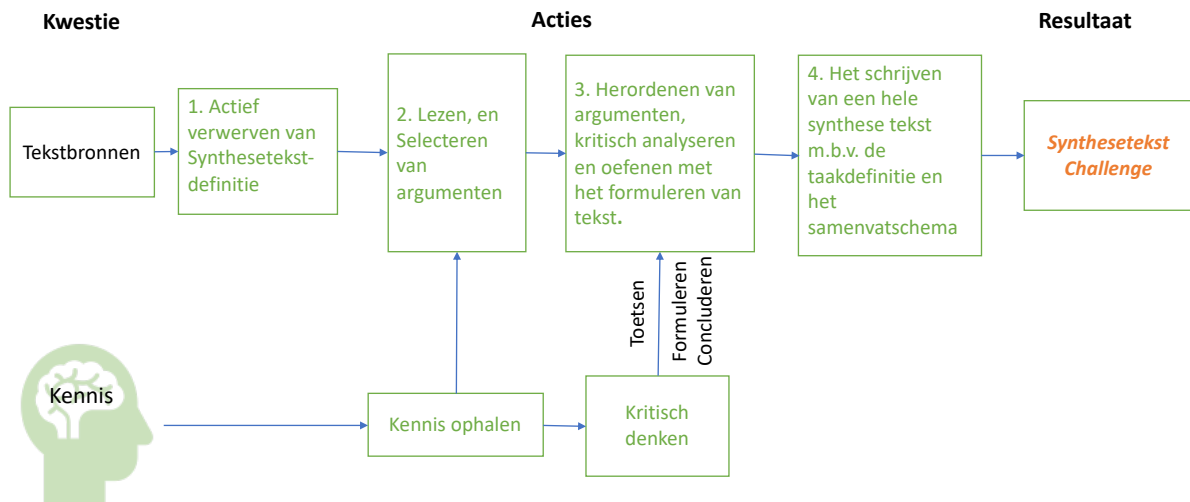 Kwestie
Acties
Resultaat
Tekstbronnen
1. Actief
verwerven van
Synthesetekst-
definitie
2. Lezen, en
Selecteren
van
argumenten
3. Herordenen van
argumenten,
kritisch analyseren
en oefenen met
het formuleren van
tekst.
4. Het schrijven
van een hele
synthese tekst
m.b.v. de
taakdefinitie en
het
samenvatschema
Synthesetekst
Challenge
Toetsen
Formuleren
Concluderen
Kennis
Kennis ophalen
Kritisch
denken